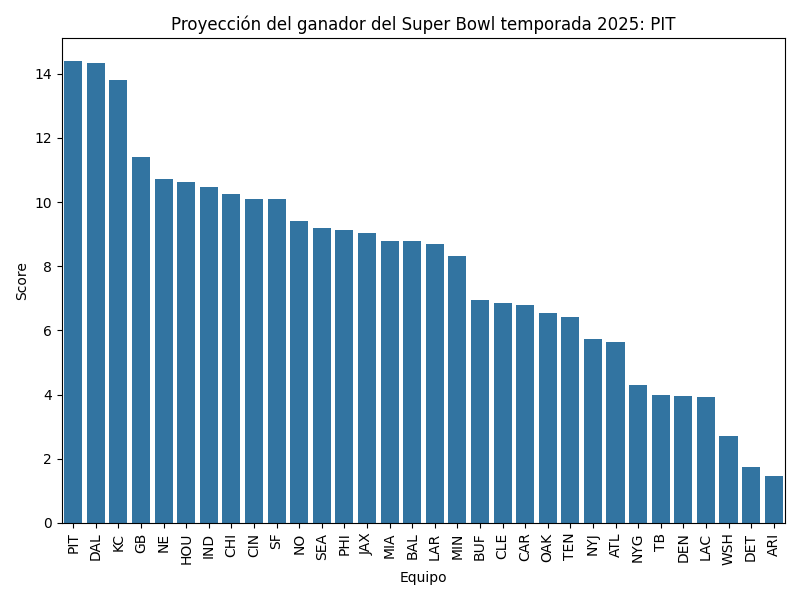 Proyección del ganador del Super Bowl temporada 2025: PIT
14
12
10
8
6
4
2
0
Score
PIT DAL KC GB NE HOU IND CHI CIN SF NO SEA PHI JAX MIA BAL LAR MIN BUF CLE CAR OAK TEN NYJ ATL NYG TB DEN LAC WSH DET ARI
Equipo